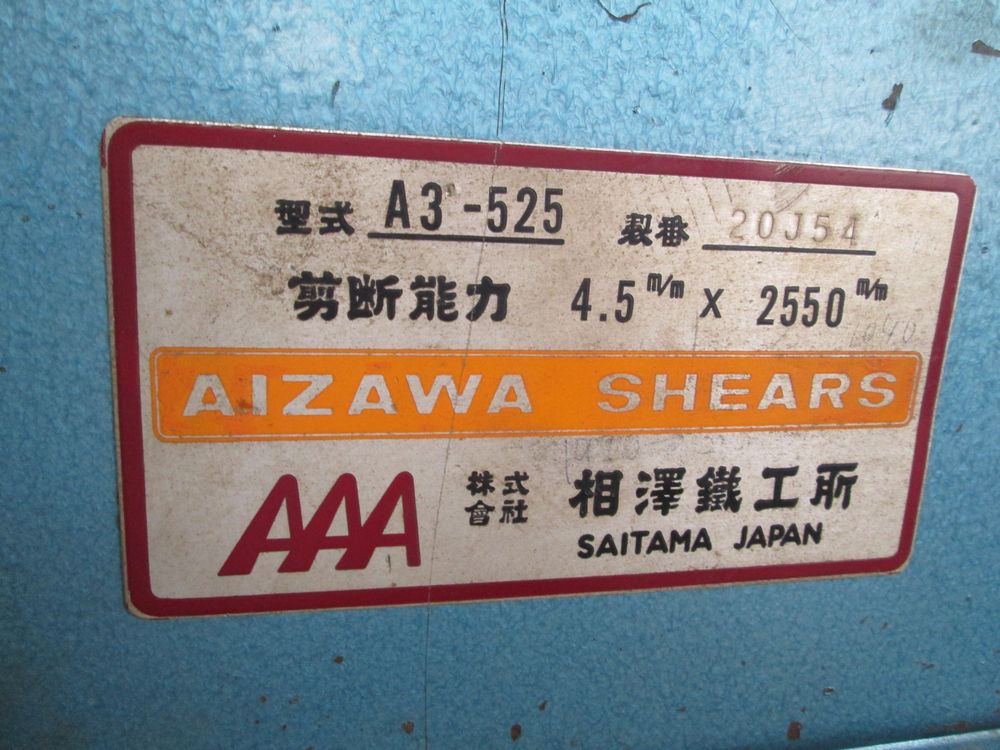 型式 A3-525 製番 20J54
剪断能力 4.5 m/m × 2550 m/m
AIZAWA SHEARS
AAA 株式會社 相澤鐵工所
SAITAMA JAPAN